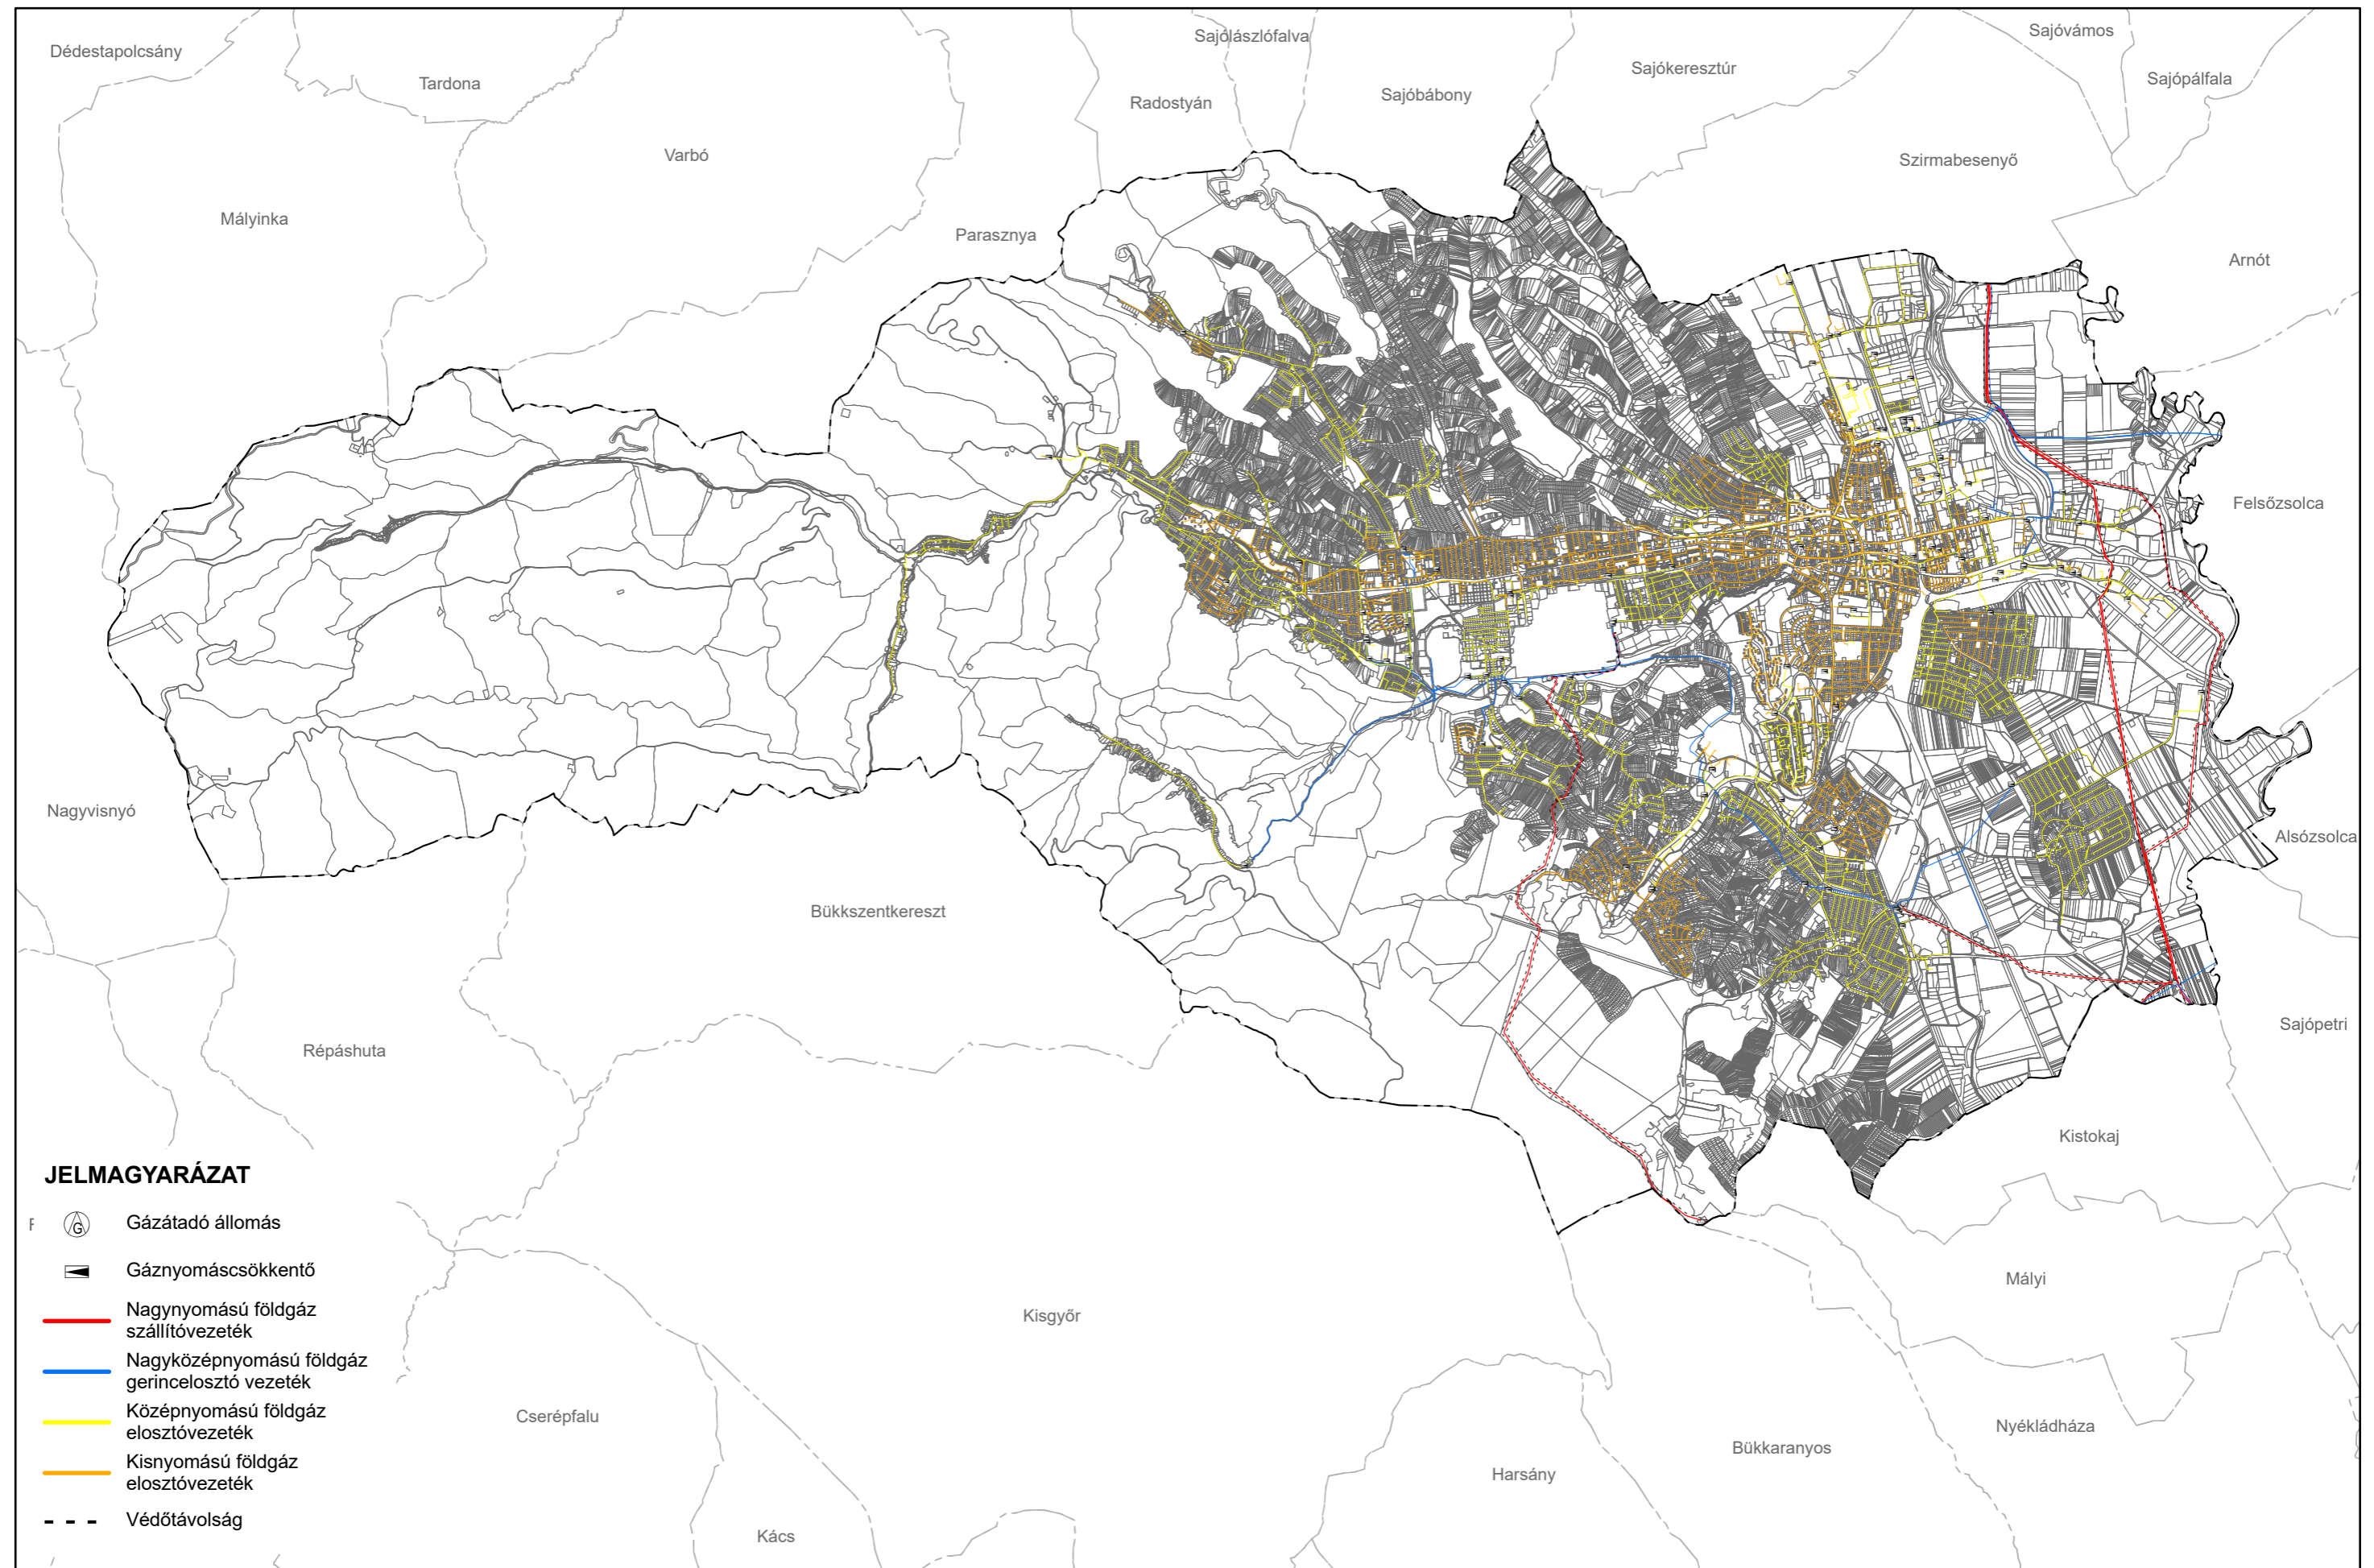 Dédestapolcsány
Tardona
Sajólászlófalva
Sajóvámos
Sajókeresztúr
Sajópálfala
Radostyán
Sajóbábony
Varbó
Szirmabesenyő
Mályinka
Parasznya
Arnót
Felsőzsolca
Nagyvisnyó
Alsózsolca
Bükkszentkereszt
Sajópetri
Répáshuta
Kistokaj
Mályi
Kisgyőr
Cserépfalu
Nyékládháza
Bükkaranyos
Harsány
Kács
JELMAGYARÁZAT
F
G
Gázátadó állomás
Gáznyomáscsökkentő
Nagynyomású földgáz
szállítóvezeték
Nagyközépnyomású földgáz
gerincelosztó vezeték
Középnyomású földgáz
elosztóvezeték
Kisnyomású földgáz
elosztóvezeték
Védőtávolság